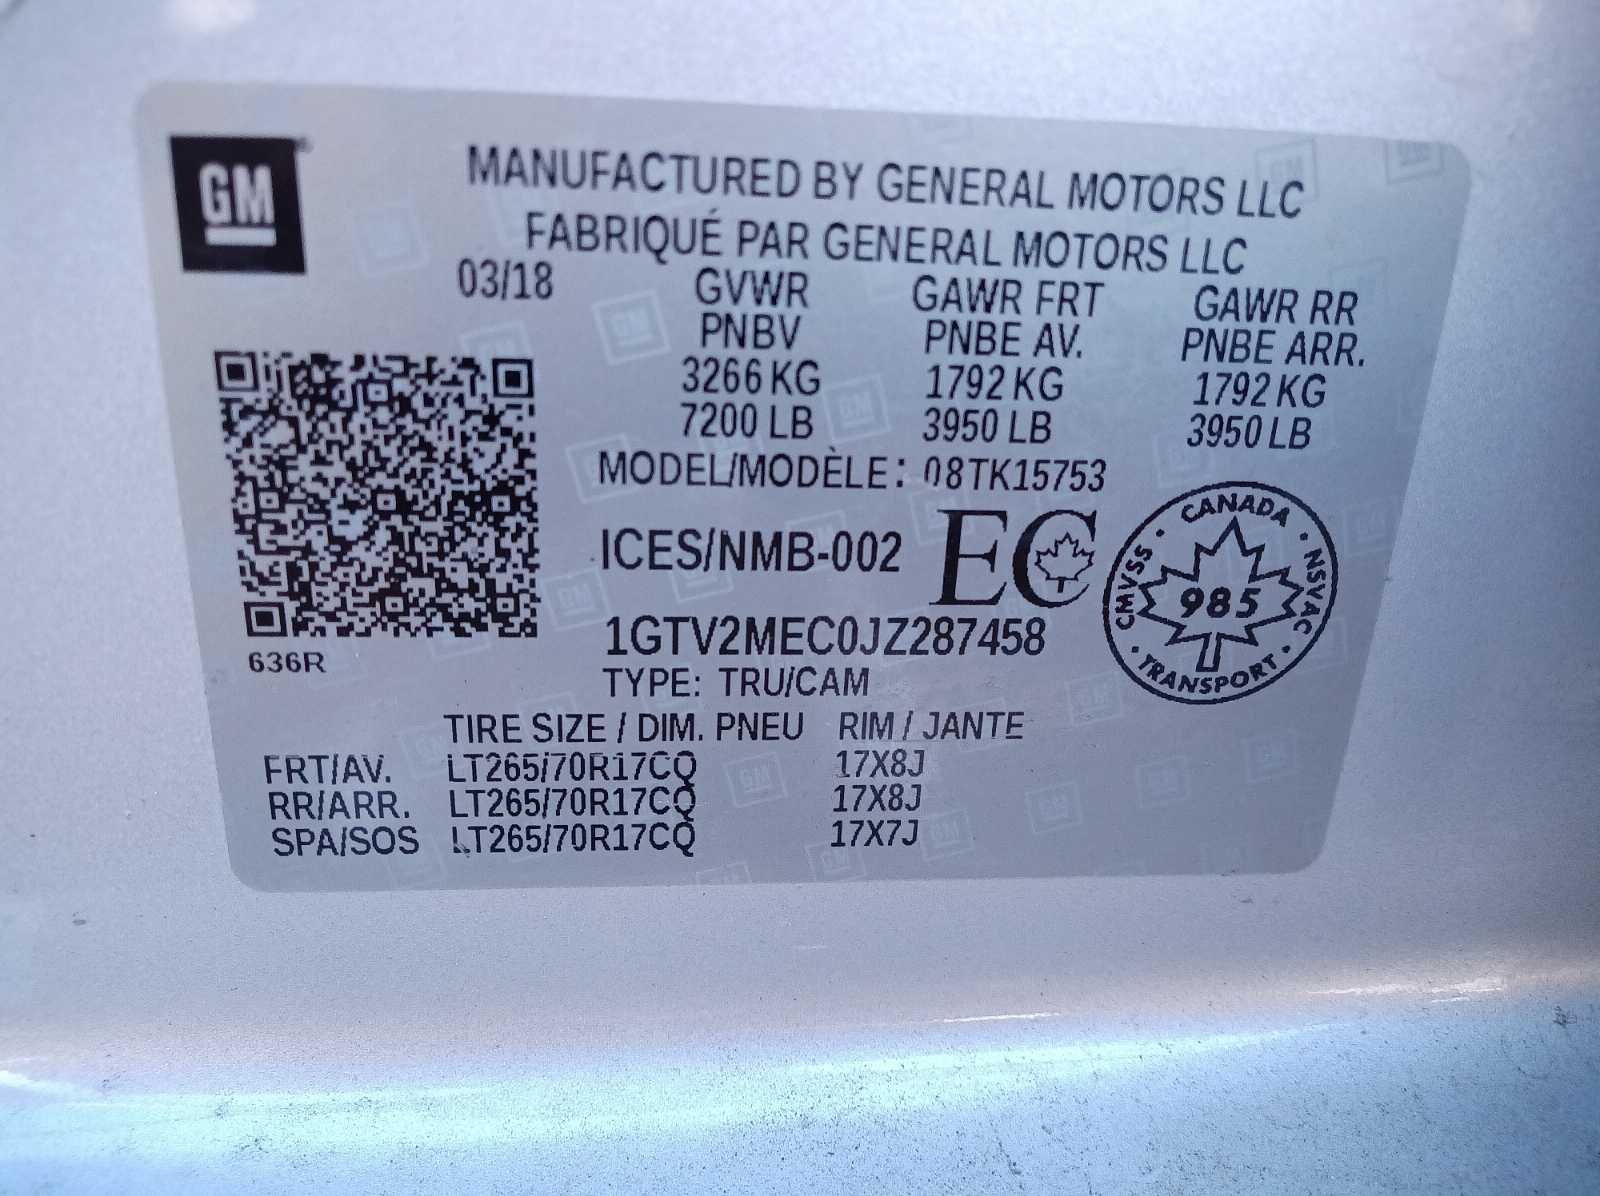 GM
MANUFACTURED BY GENERAL MOTORS LLC
FABRIQUÉ PAR GENERAL MOTORS LLC
03/18 GVWR GAWR FRT GAWR RR
PNBV PNBE AV. PNBE ARR.
3266 KG 1792 KG 1792 KG
7200 LB 3950 LB 3950 LB
MODEL/MODÈLE: 08TK15753
ICES/NMB-002 EC
CANADA
CMVSS · 985 · NSVAC
TRANSPORT
1GTV2MEC0JZ287458
636R
TYPE: TRU/CAM
TIRE SIZE / DIM. PNEU RIM / JANTE
FRT/AV. LT265/70R17CQ 17X8J
RR/ARR. LT265/70R17CQ 17X8J
SPA/SOS LT265/70R17CQ 17X7J